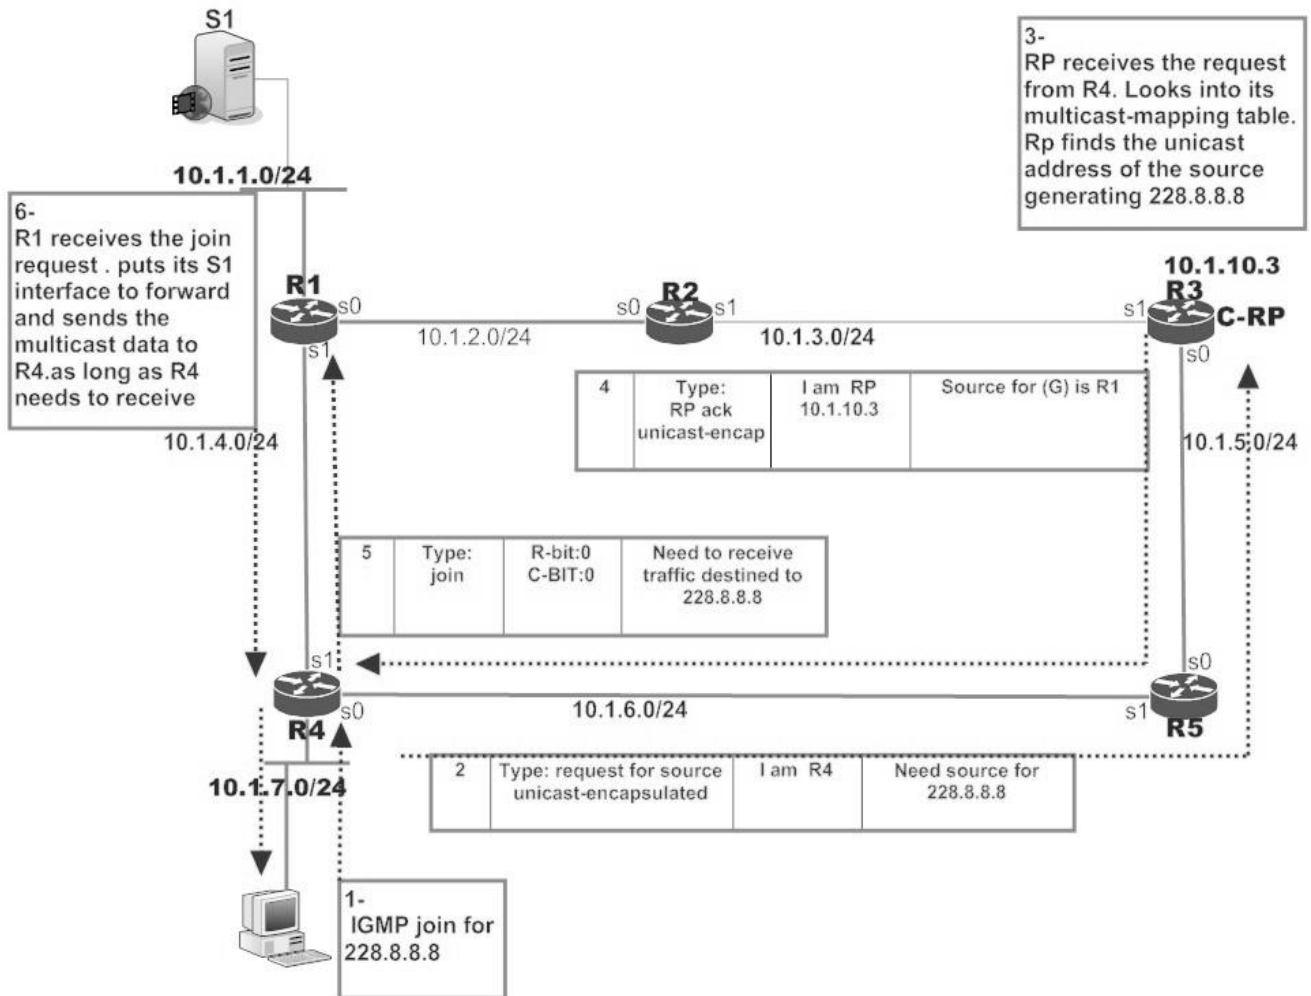 S1
10.1.1.0/24
3-
RP receives the request
from R4. Looks into its
multicast-mapping table.
Rp finds the unicast
address of the source
generating 228.8.8.8
6-
R1 receives the join
request . puts its S1
interface to forward
and sends the
multicast data to
R4.as long as R4
needs to receive
R1
s0
s1
10.1.2.0/24
s0
R2
s1
10.1.3.0/24
10.1.10.3
R3
s1
C-RP
s0
10.1.4.0/24
10.1.5.0/24
4
Type:
RP ack
unicast-encap
I am RP
10.1.10.3
Source for (G) is R1
5
Type:
join
R-bit:0
C-BIT:0
Need to receive
traffic destined to
228.8.8.8
s1
s0
R4
10.1.6.0/24
s0
s1
R5
10.1.7.0/24
2
Type: request for source
unicast-encapsulated
I am R4
Need source for
228.8.8.8
1-
IGMP join for
228.8.8.8